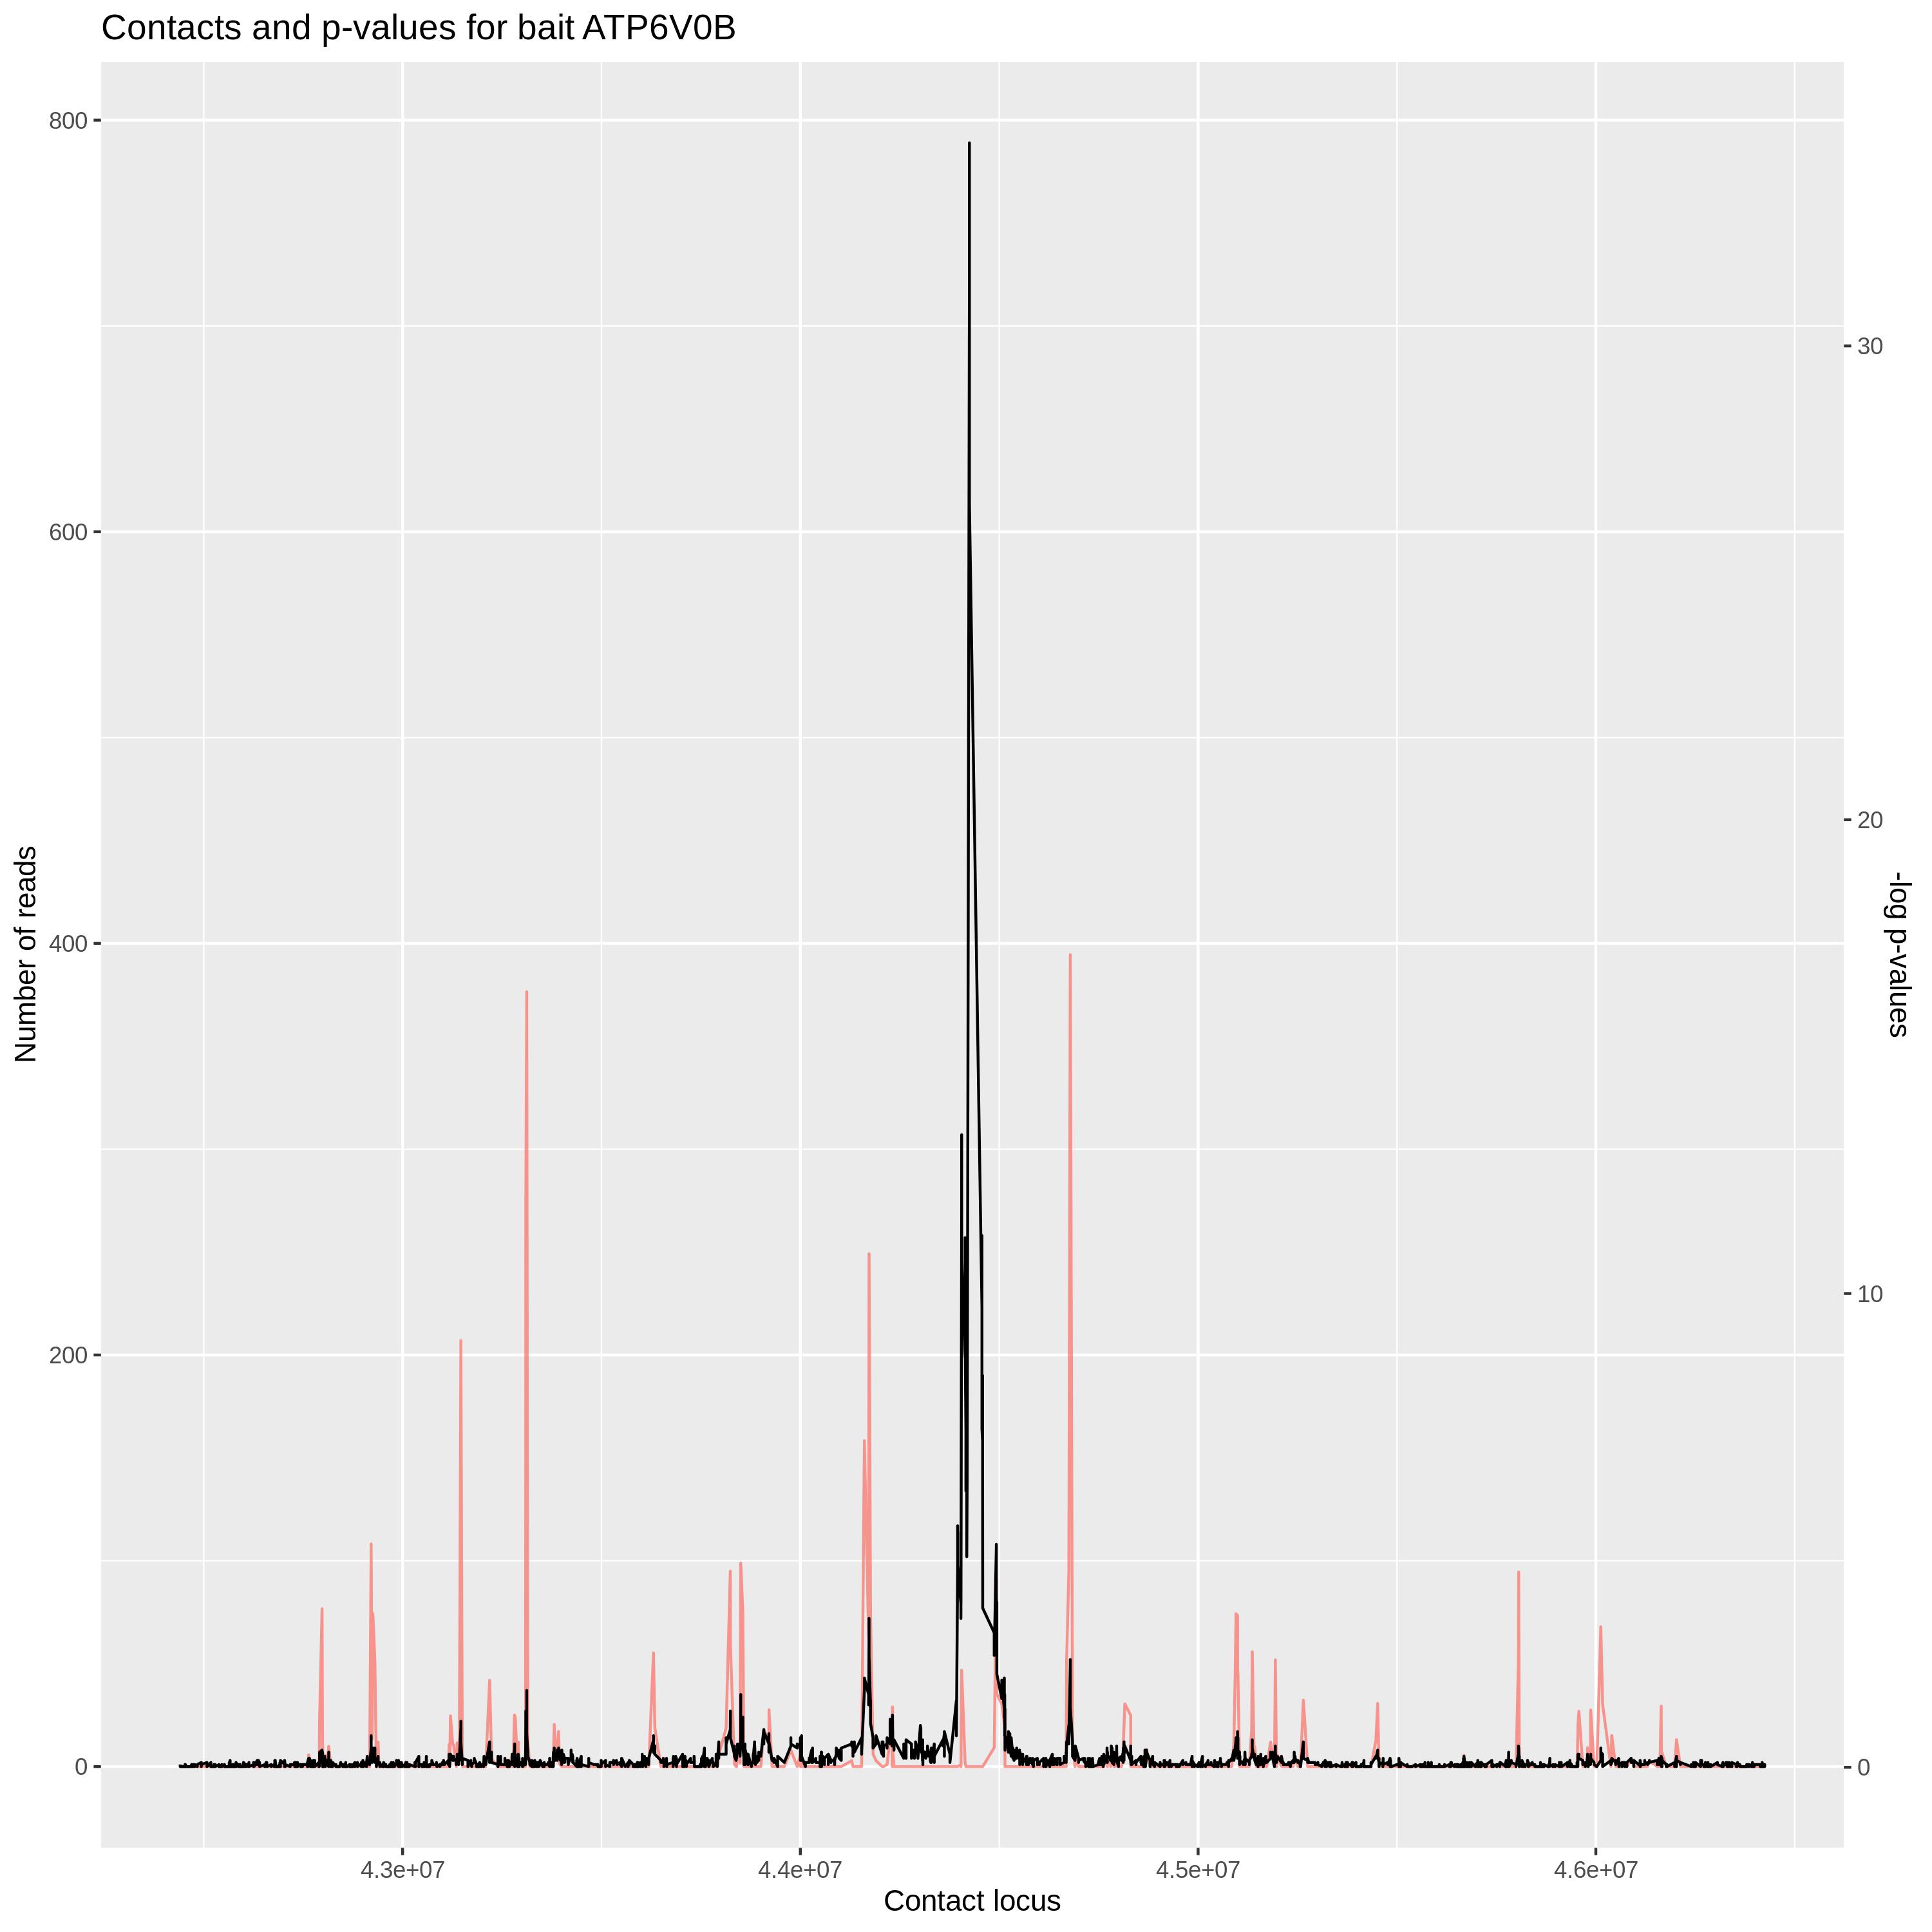 Contacts and p-values for bait ATP6V0B
800
600
400
200
0
30
20
10
0
Number of reads
-log p-values
4.3e+07
4.4e+07
4.5e+07
4.6e+07
Contact locus